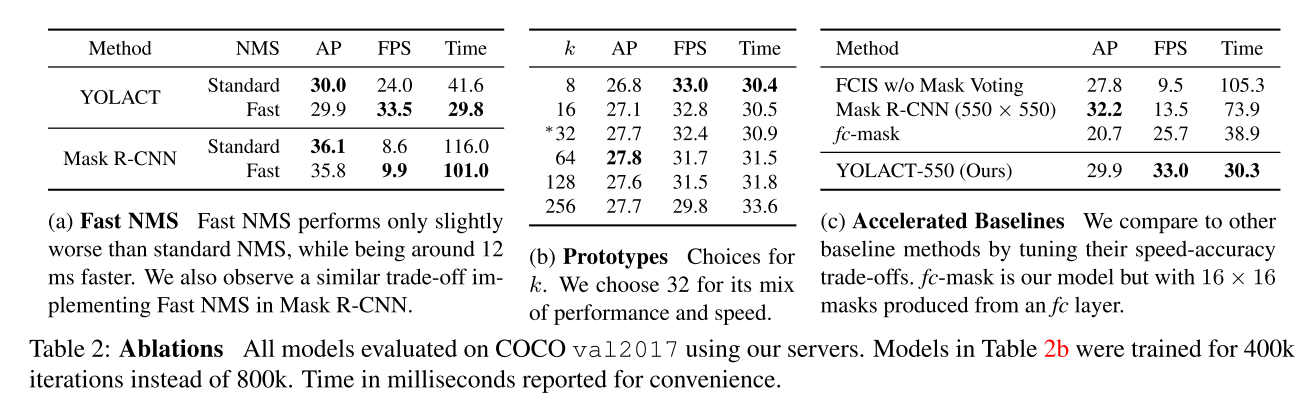 Method NMS AP FPS Time
YOLACT Standard 30.0 24.0 41.6
Fast 29.9 33.5 29.8
Mask R-CNN Standard 36.1 8.6 116.0
Fast 35.8 9.9 101.0
(a) Fast NMS Fast NMS performs only slightly
worse than standard NMS, while being around 12
ms faster. We also observe a similar trade-off im-
plementing Fast NMS in Mask R-CNN.
k AP FPS Time
8 26.8 33.0 30.4
16 27.1 32.8 30.5
*32 27.7 32.4 30.9
64 27.8 31.7 31.5
128 27.6 31.5 31.8
256 27.7 29.8 33.6
(b) Prototypes Choices for
k. We choose 32 for its mix
of performance and speed.
Method AP FPS Time
FCIS w/o Mask Voting 27.8 9.5 105.3
Mask R-CNN (550 × 550) 32.2 13.5 73.9
fc-mask 20.7 25.7 38.9
YOLACT-550 (Ours) 29.9 33.0 30.3
(c) Accelerated Baselines We compare to other
baseline methods by tuning their speed-accuracy
trade-offs. fc-mask is our model but with 16 × 16
masks produced from an fc layer.
Table 2: Ablations All models evaluated on COCO val2017 using our servers. Models in Table 2b were trained for 400k
iterations instead of 800k. Time in milliseconds reported for convenience.